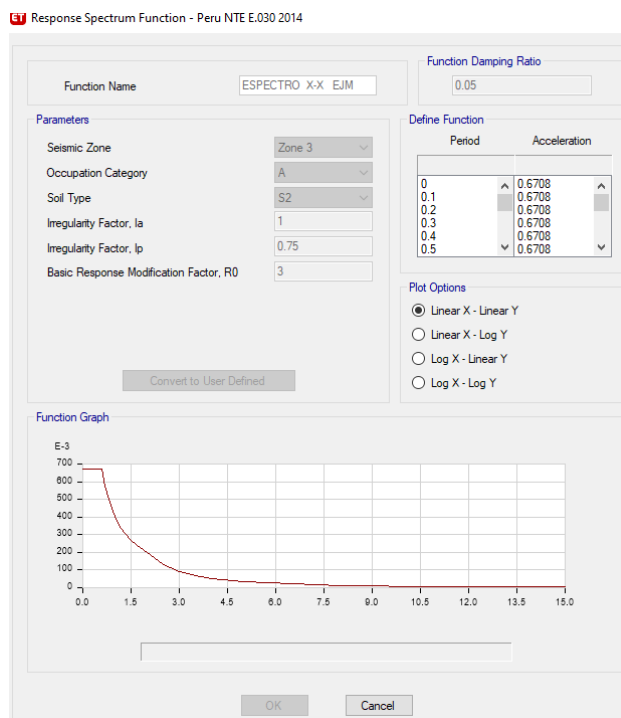 ET Response Spectrum Function - Peru NTE E.030 2014
Function Name
ESPECTRO X-X EJM
Function Damping Ratio
0.05
Parameters
Seismic Zone
Zone 3
Occupation Category
A
Soil Type
S2
Irregularity Factor, Ia
1
Irregularity Factor, Ip
0.75
Basic Response Modification Factor, R0
3
Convert to User Defined
Define Function
Period Acceleration
0 0.6708
0.1 0.6708
0.2 0.6708
0.3 0.6708
0.4 0.6708
0.5 0.6708
Plot Options
Linear X - Linear Y
Linear X - Log Y
Log X - Linear Y
Log X - Log Y
Function Graph
E-3
700
600
500
400
300
200
100
0
0.0 1.5 3.0 4.5 6.0 7.5 9.0 10.5 12.0 13.5 15.0
OK Cancel